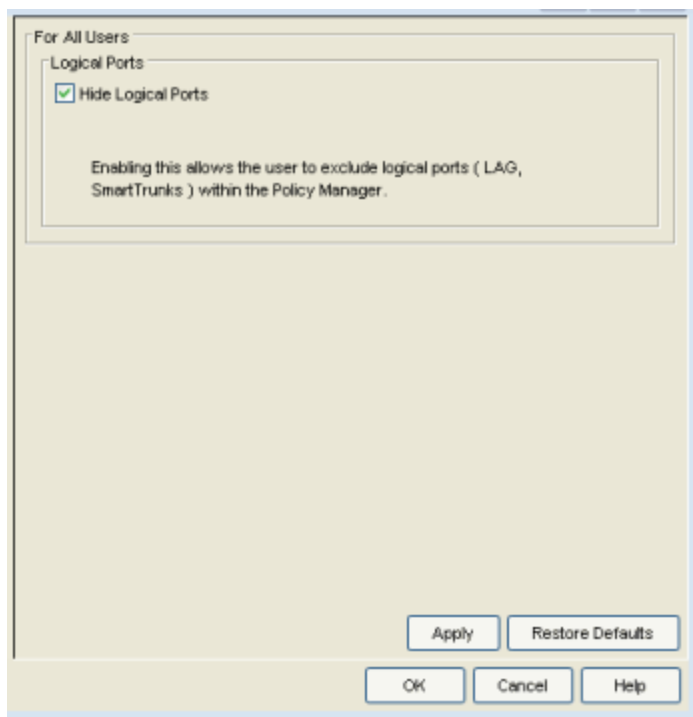 For All Users
Logical Ports
Hide Logical Ports
Enabling this allows the user to exclude logical ports ( LAG,
SmartTrunks ) within the Policy Manager.
Apply
Restore Defaults
OK
Cancel
Help